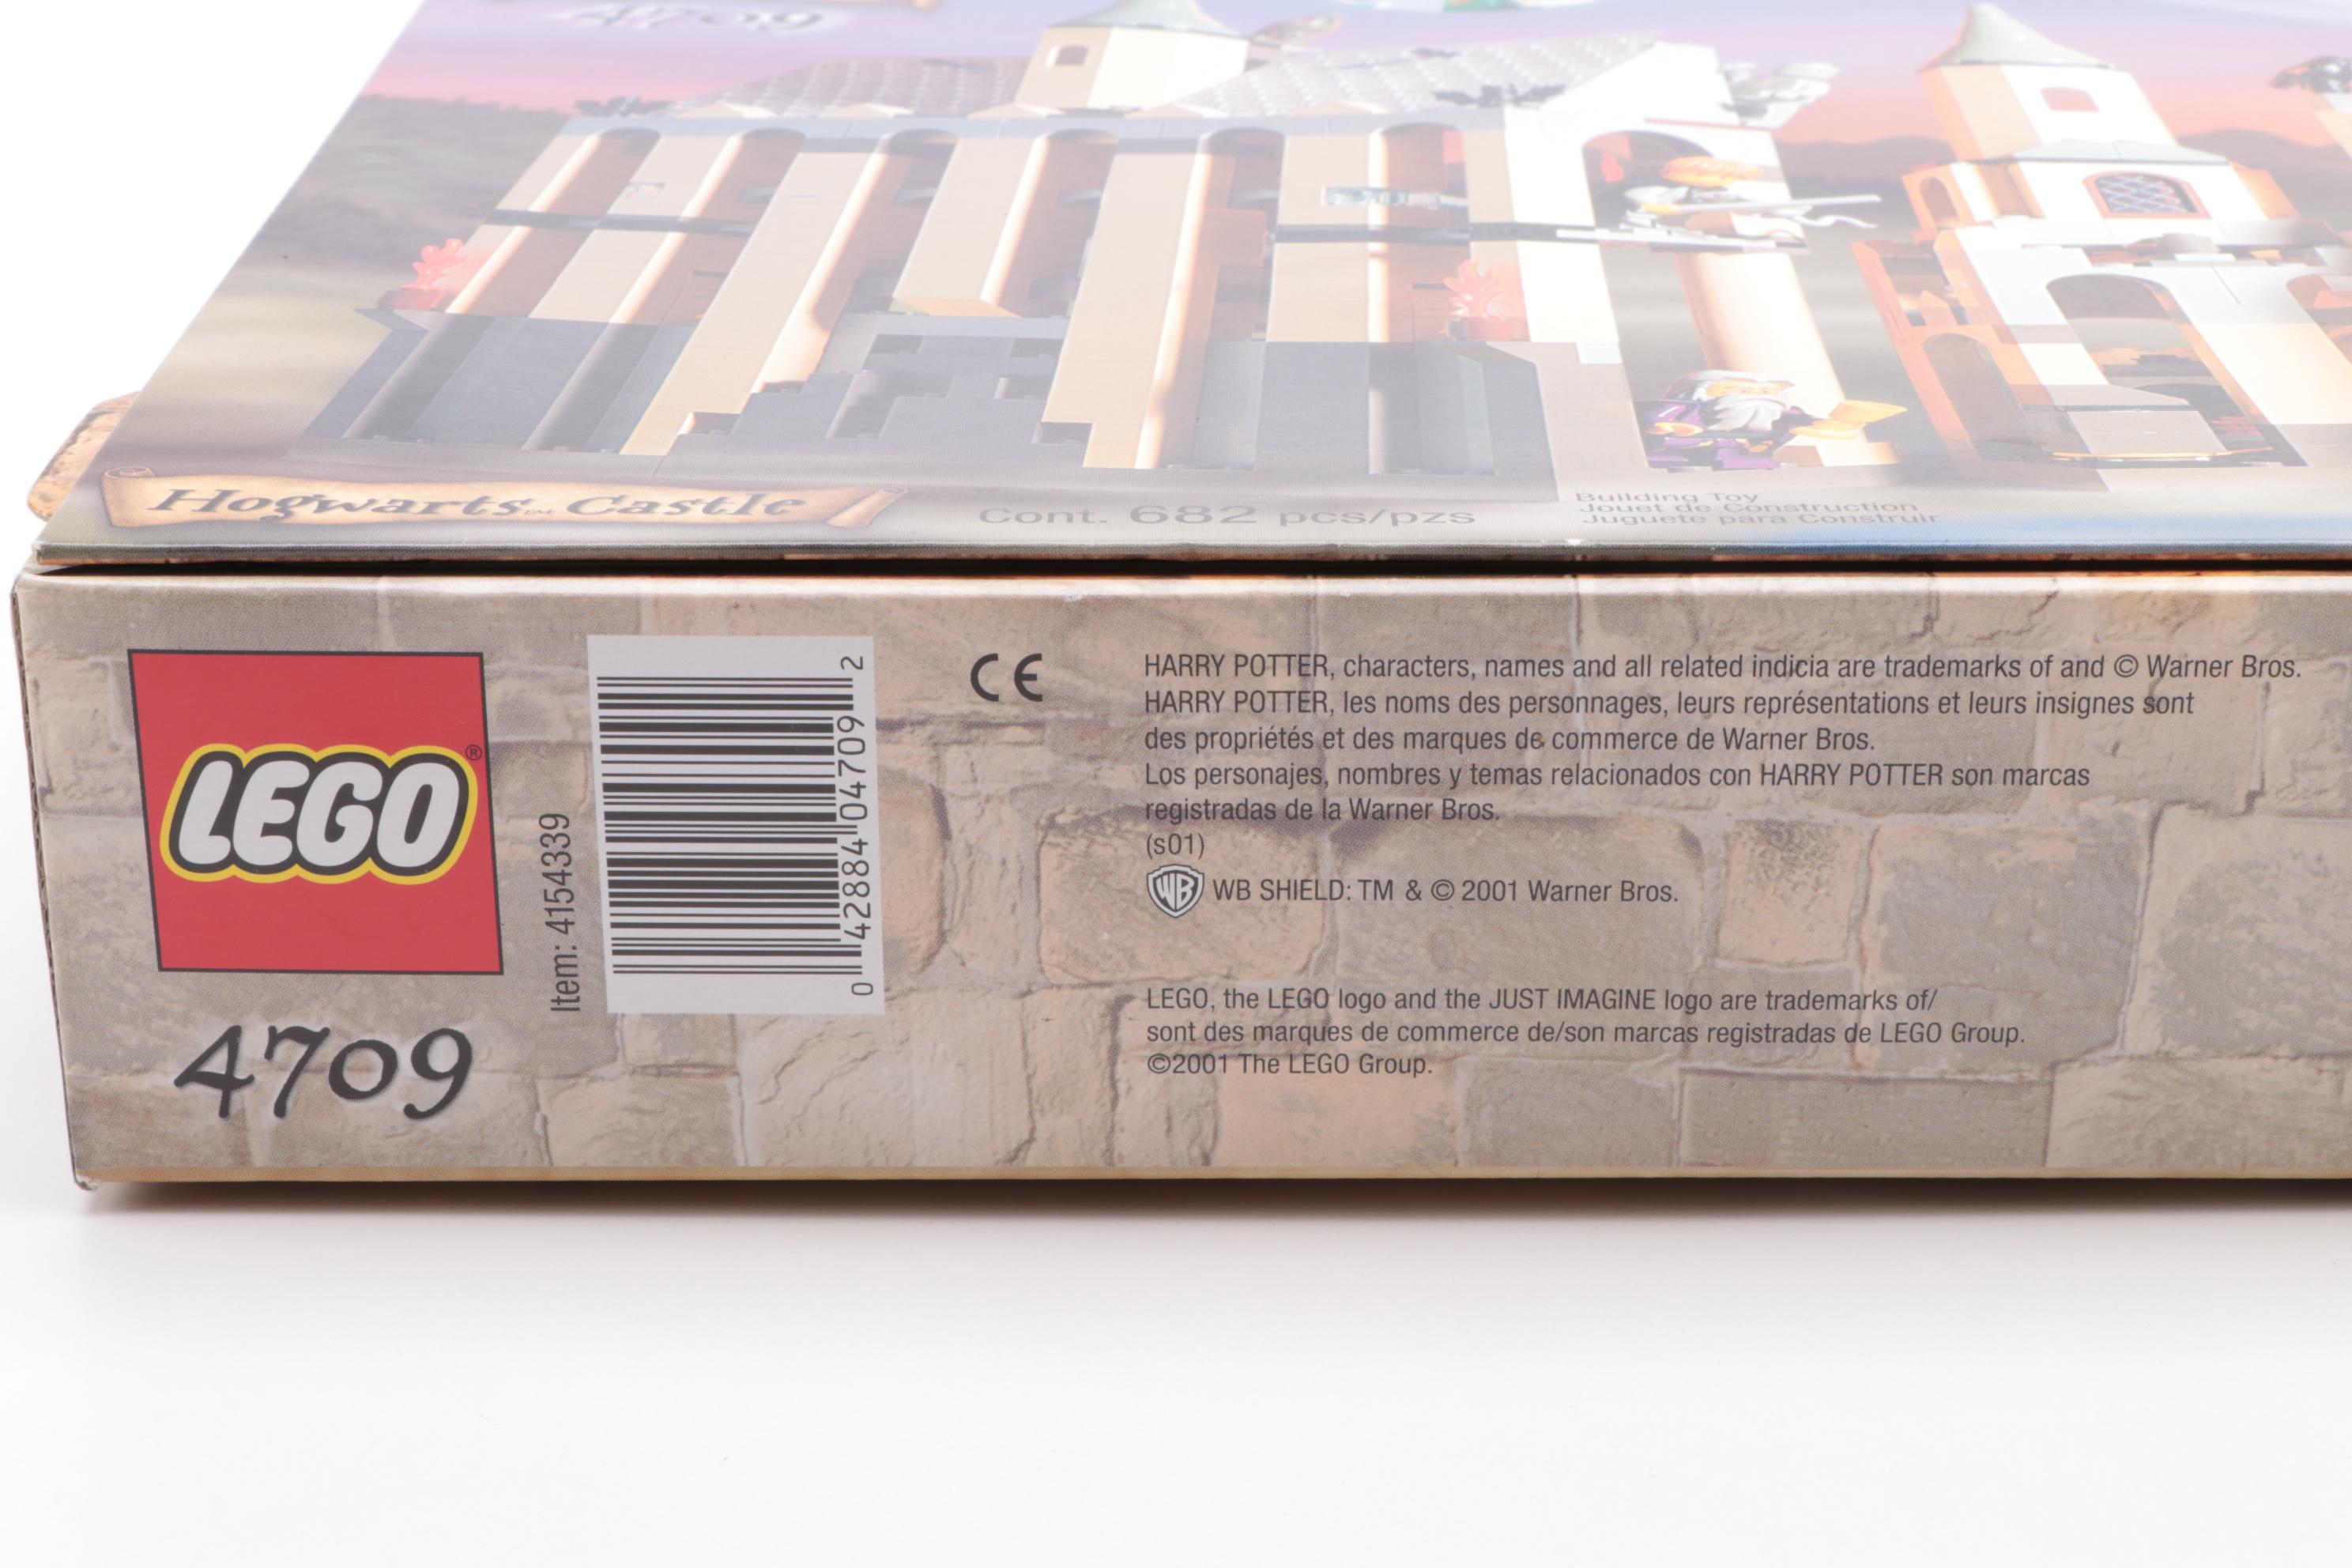 4709
Hogwarts™ Castle
Cont. 682 pcs/pzs
Building Toy
Jouet de Construction
Juguete para Construir
LEGO®
4709
Item: 4154339
0 42884 04709 2
CE
HARRY POTTER, characters, names and all related indicia are trademarks of and © Warner Bros.
HARRY POTTER, les noms des personnages, leurs représentations et leurs insignes sont
des propriétés et des marques de commerce de Warner Bros.
Los personajes, nombres y temas relacionados con HARRY POTTER son marcas
registradas de la Warner Bros.
(s01)
WB WB SHIELD: TM & © 2001 Warner Bros.
LEGO, the LEGO logo and the JUST IMAGINE logo are trademarks of/
sont des marques de commerce de/son marcas registradas de LEGO Group.
©2001 The LEGO Group.